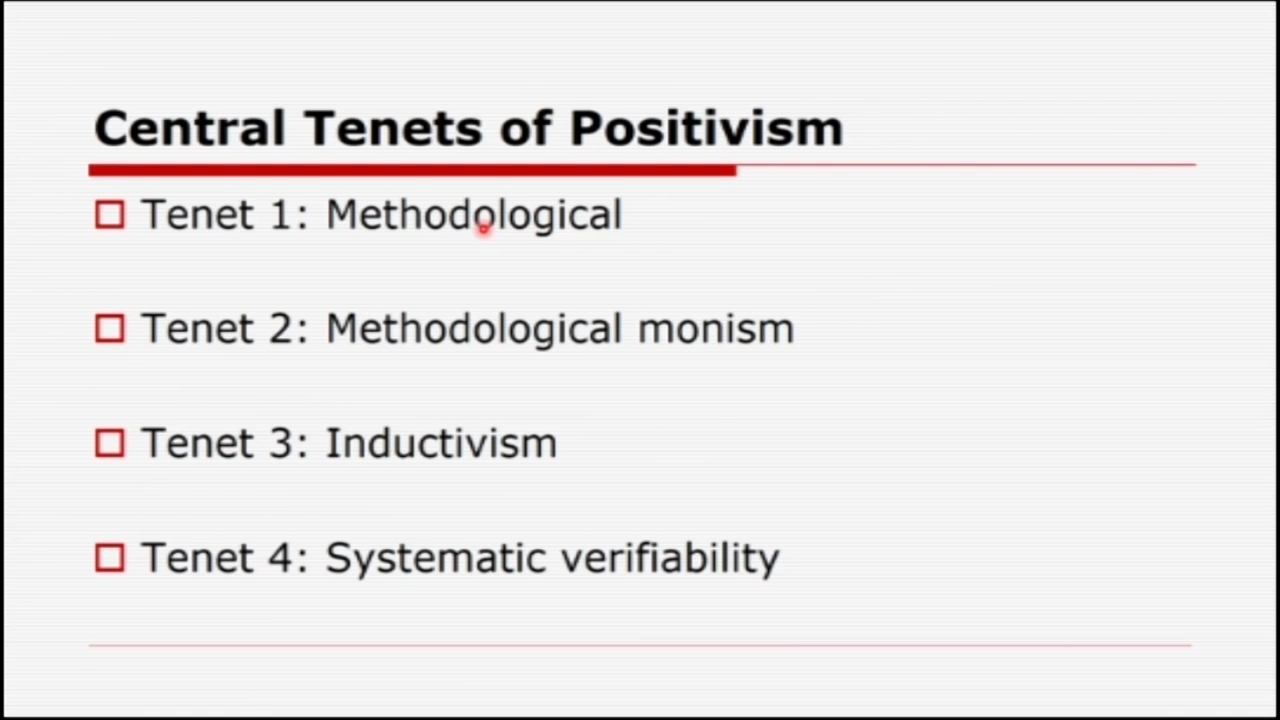 Central Tenets of Positivism
Tenet 1: Methodological
Tenet 2: Methodological monism
Tenet 3: Inductivism
Tenet 4: Systematic verifiability